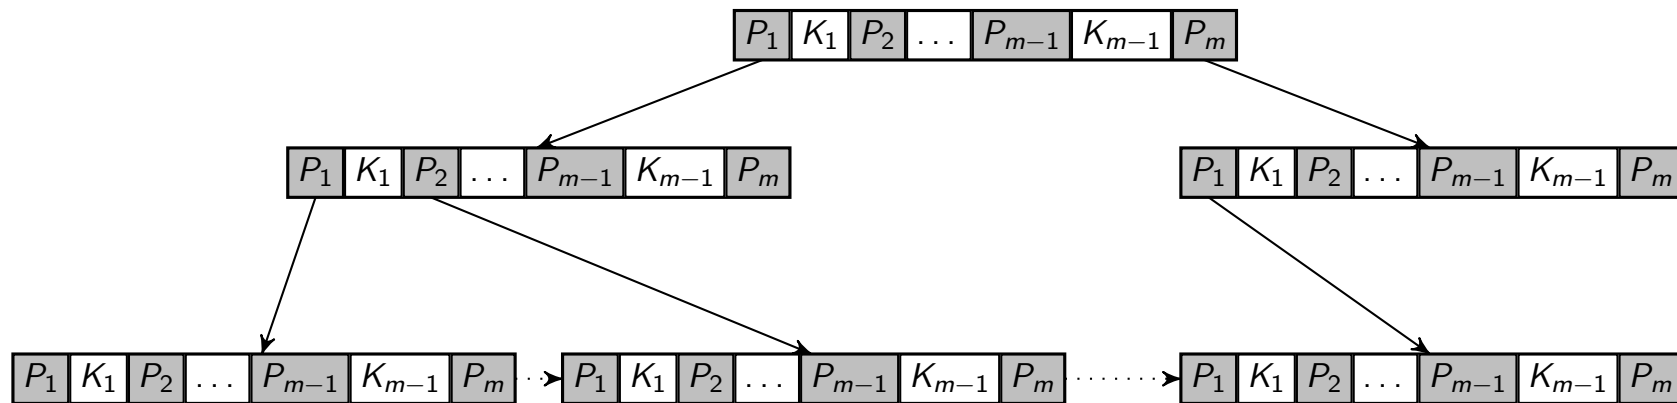 P₁ K₁ P₂ ... Pₘ₋₁ Kₘ₋₁ Pₘ
P₁ K₁ P₂ ... Pₘ₋₁ Kₘ₋₁ Pₘ
P₁ K₁ P₂ ... Pₘ₋₁ Kₘ₋₁ Pₘ
P₁ K₁ P₂ ... Pₘ₋₁ Kₘ₋₁ Pₘ
P₁ K₁ P₂ ... Pₘ₋₁ Kₘ₋₁ Pₘ
P₁ K₁ P₂ ... Pₘ₋₁ Kₘ₋₁ Pₘ